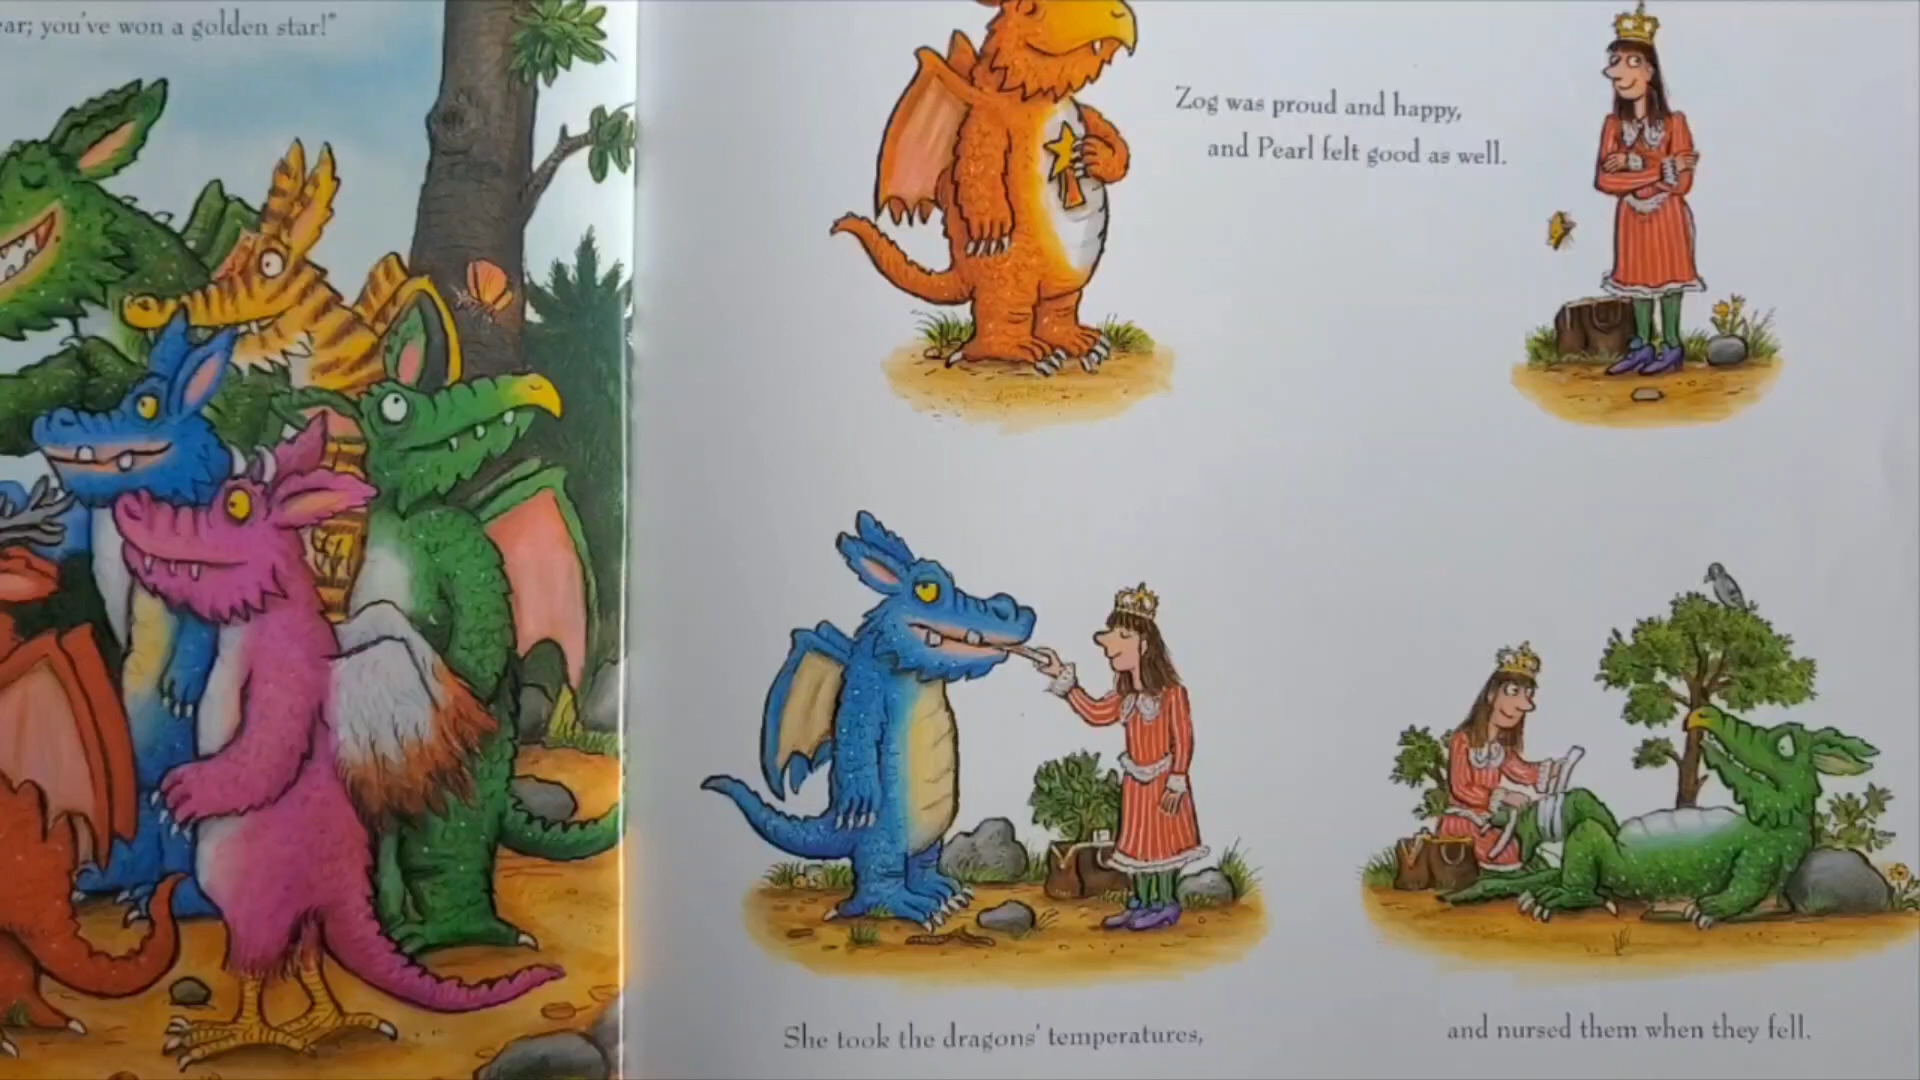 you've won a golden star!"
Zog was proud and happy,
and Pearl felt good as well.
She took the dragons' temperatures,
and nursed them when they fell.